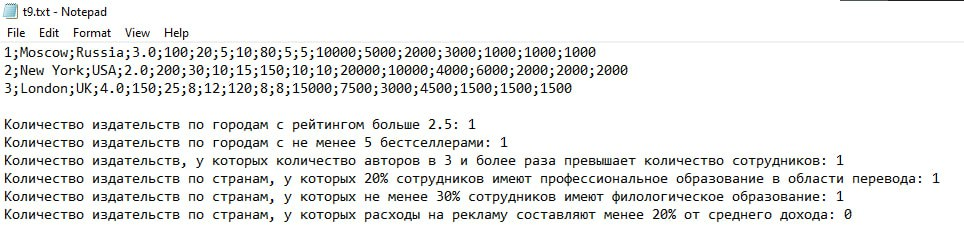 t9.txt - Notepad
File Edit Format View Help
1;Moscow;Russia;3.0;100;20;5;10;80;5;5;10000;5000;2000;3000;1000;1000;1000
2;New York;USA;2.0;200;30;10;15;150;10;10;20000;10000;4000;6000;2000;2000;2000
3;London;UK;4.0;150;25;8;12;120;8;8;15000;7500;3000;4500;1500;1500;1500
Количество издательств по городам с рейтингом больше 2.5: 1
Количество издательств по городам с не менее 5 бестселлерами: 1
Количество издательств, у которых количество авторов в 3 и более раза превышает количество сотрудников: 1
Количество издательств по странам, у которых 20% сотрудников имеют профессиональное образование в области перевода: 1
Количество издательств по странам, у которых не менее 30% сотрудников имеют филологическое образование: 1
Количество издательств по странам, у которых расходы на рекламу составляют менее 20% от среднего дохода: 0